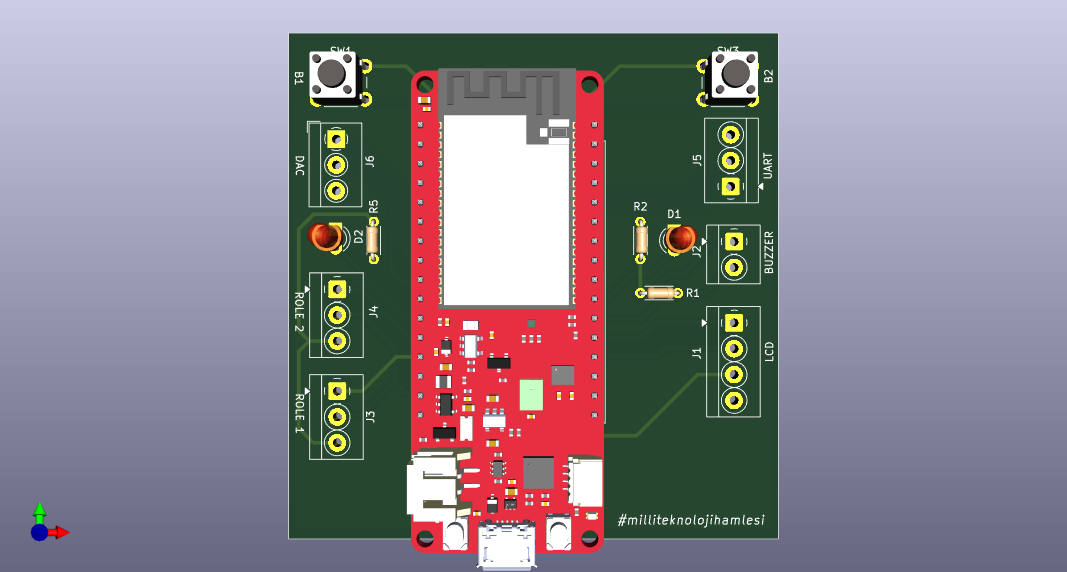 SW1
SW3
B1
B2
DAC
J6
J5
UART
R5
R2
D1
D2
J2
BUZZER
R1
ROLE 2
J4
J1
LCD
ROLE 1
J3
#milliteknolojihamlesi